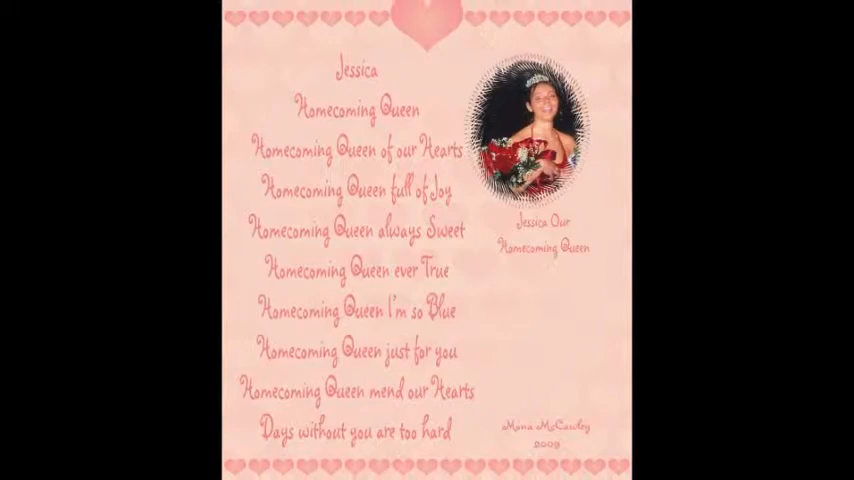 Jessica
Homecoming Queen
Homecoming Queen of our Hearts
Homecoming Queen full of Joy
Homecoming Queen always Sweet
Homecoming Queen ever True
Homecoming Queen I'm so Blue
Homecoming Queen just for you
Homecoming Queen mend our Hearts
Days without you are too hard
Jessica Our
Homecoming Queen
Mona McCawley
2009